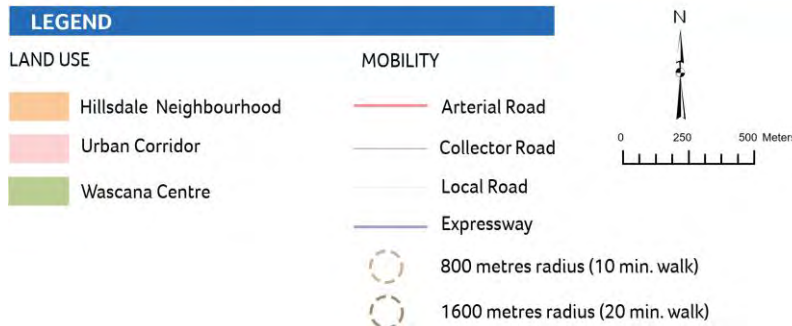 LEGEND
LAND USE
Hillsdale Neighbourhood
Urban Corridor
Wascana Centre
MOBILITY
Arterial Road
Collector Road
Local Road
Expressway
800 metres radius (10 min. walk)
1600 metres radius (20 min. walk)
N
0 250 500 Meters